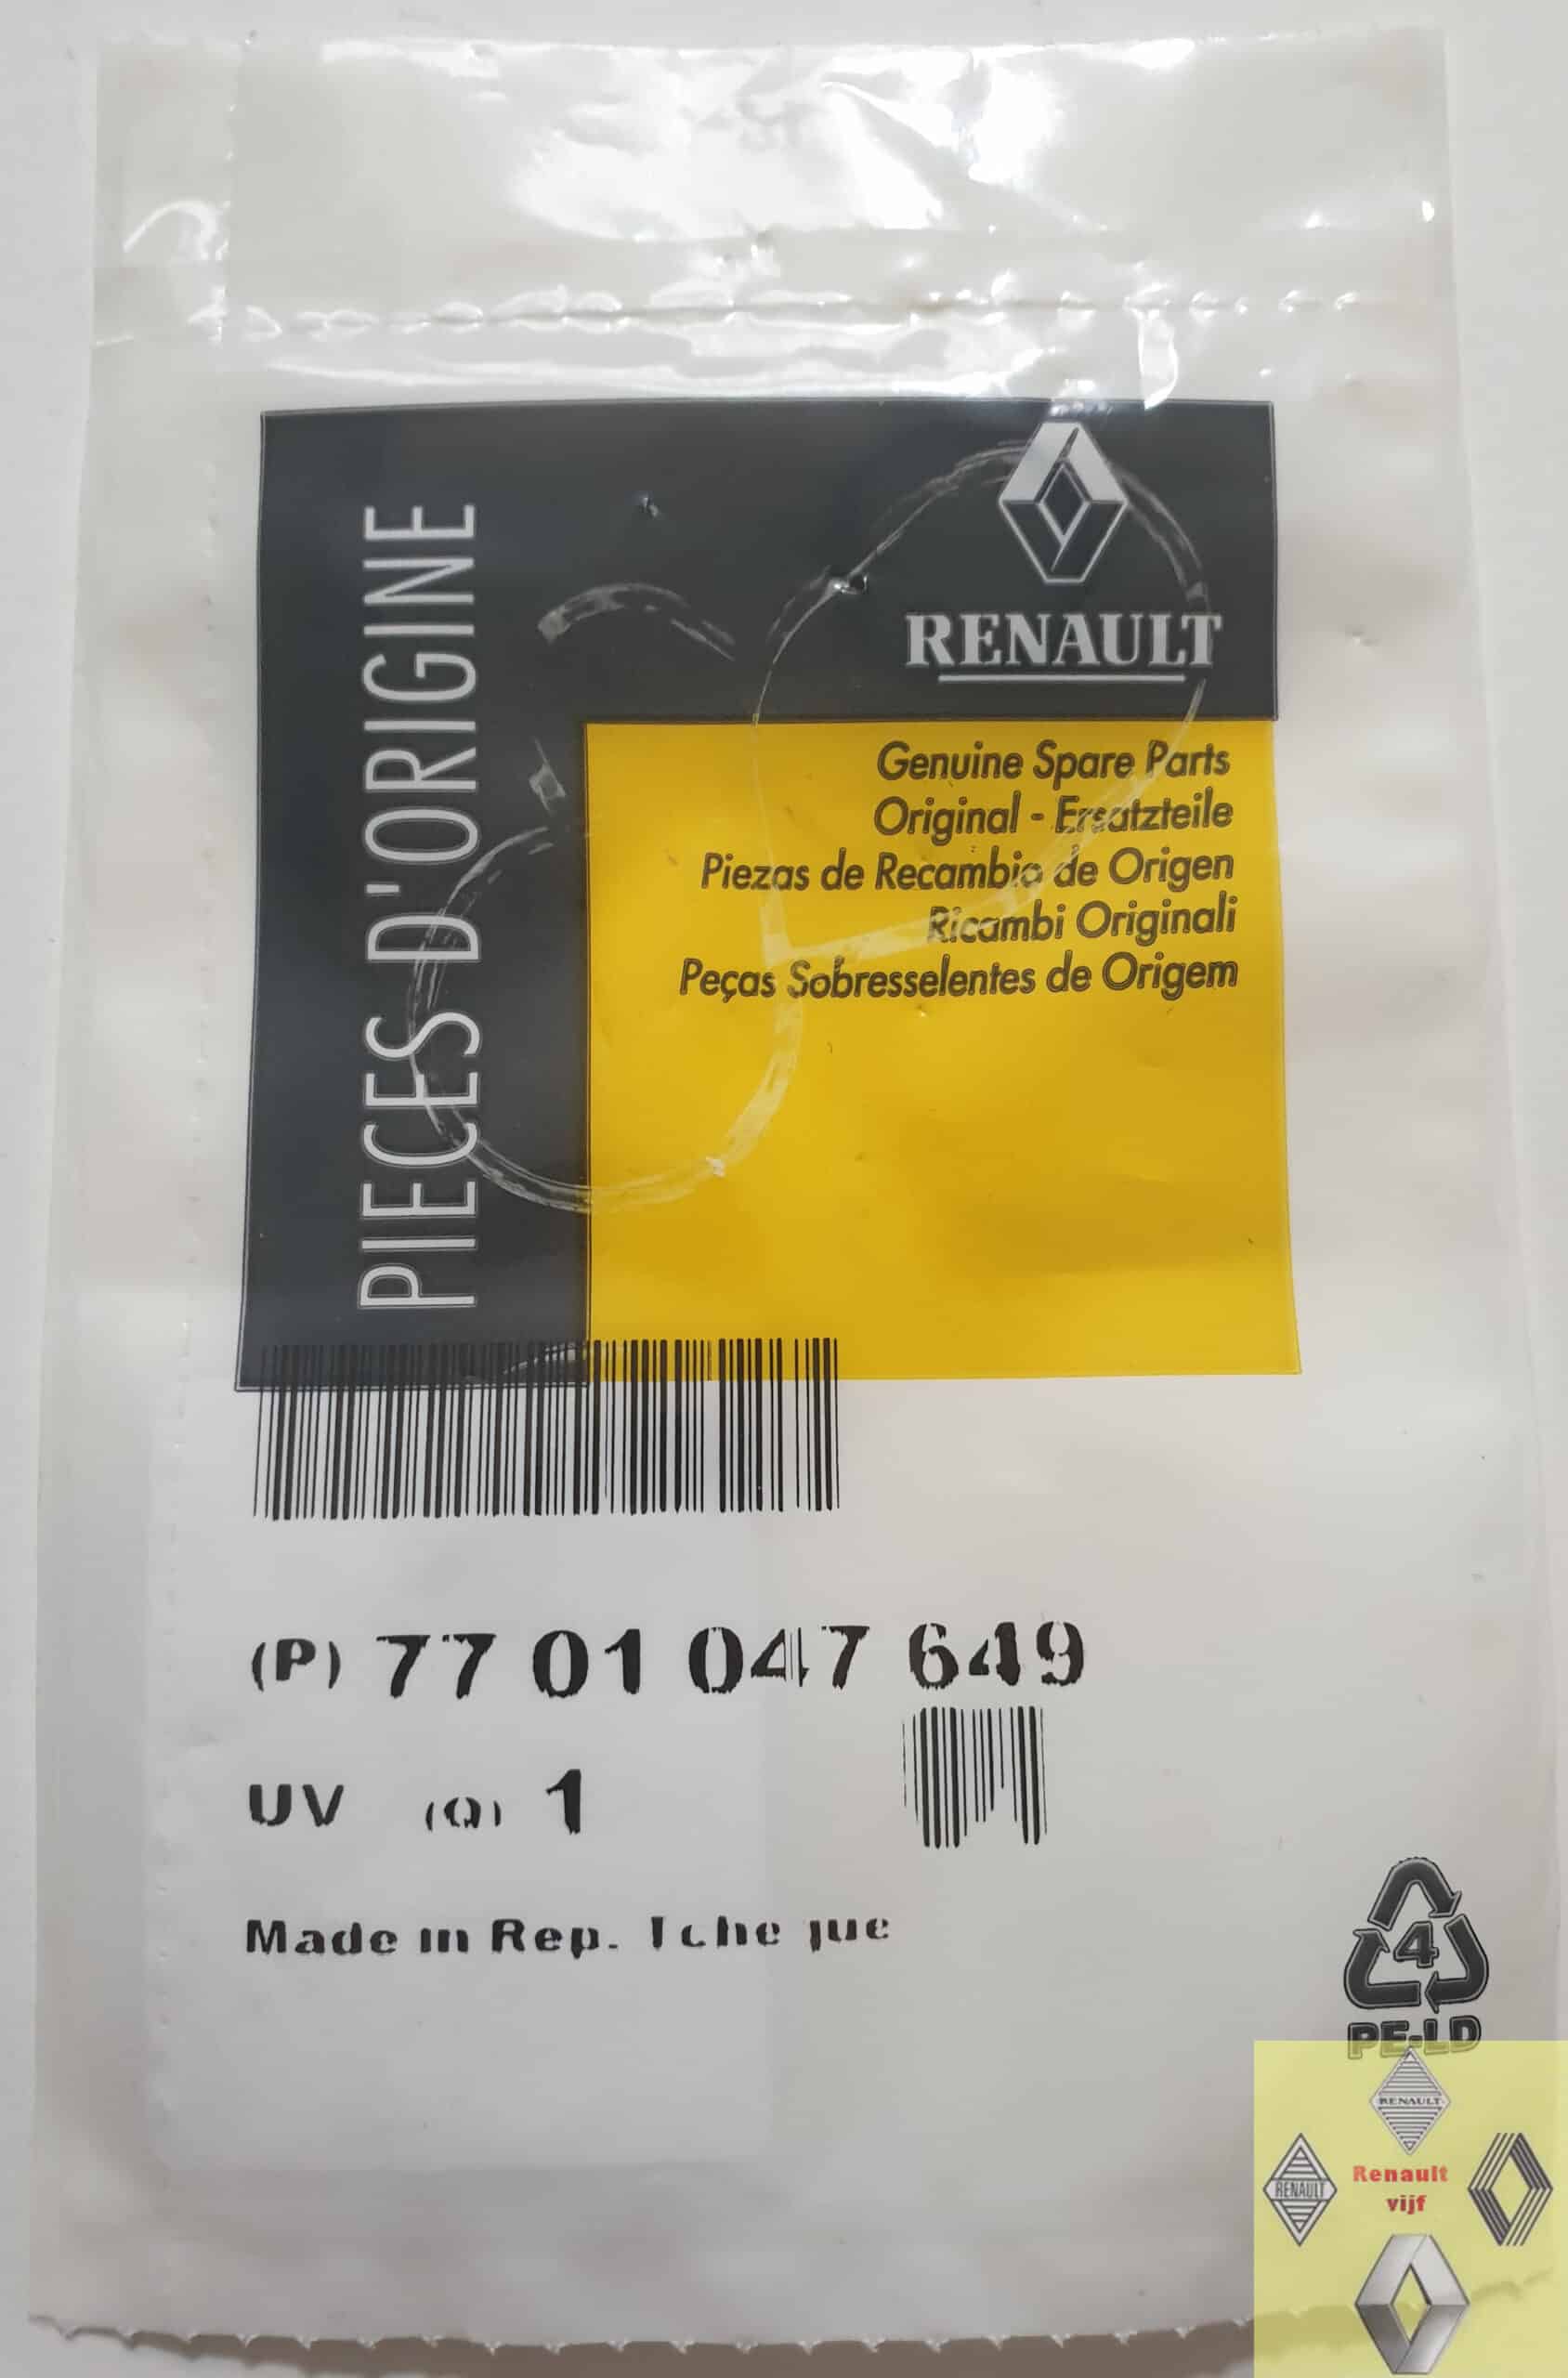 PIECES D'ORIGINE
RENAULT
Genuine Spare Parts
Original - Ersatzteile
Piezas de Recambio de Origen
Ricambi Originali
Peças Sobresselentes de Origem
(P) 77 01 047 649
UV (Q) 1
Made in Rep. Tcheque
4
PE-LD
RENAULT
RENAULT
Renault
vijf